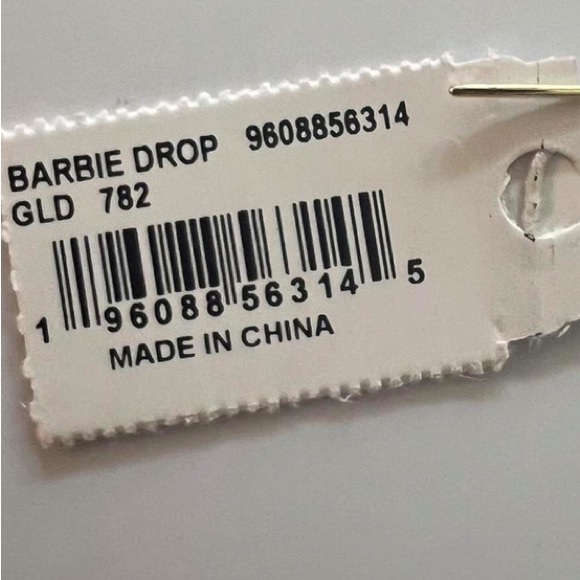 BARBIE DROP 9608856314
GLD 782
1 96088 56314 5
MADE IN CHINA